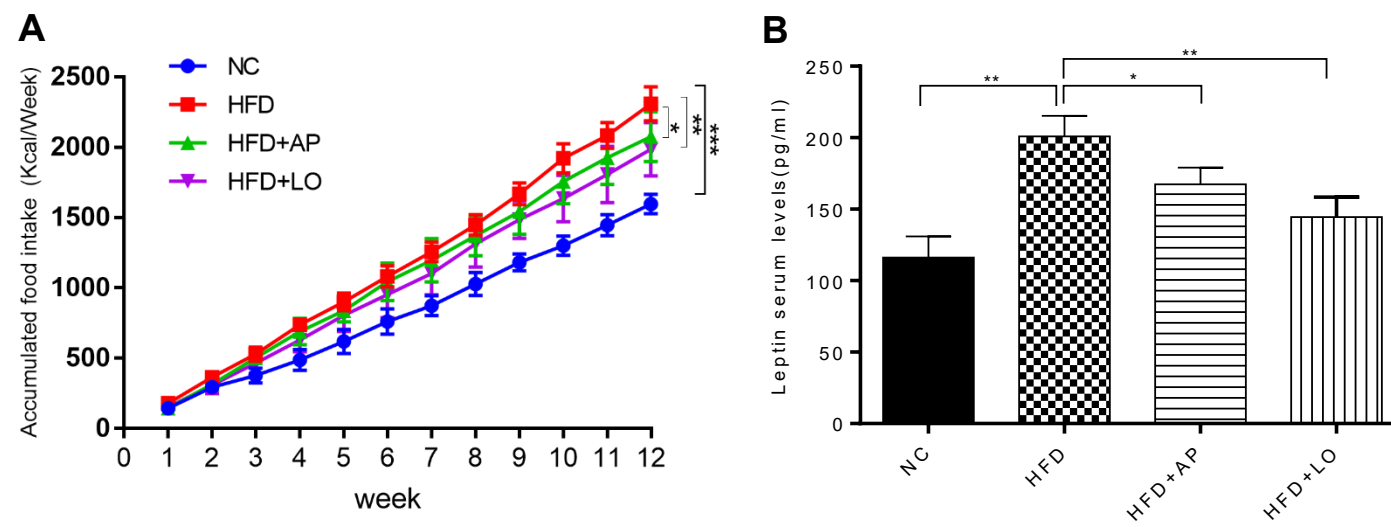 A
Accumulated food intake (Kcal/Week)
2500
2000
1500
1000
500
0
NC
HFD
HFD+AP
HFD+LO
*
**
***
0 1 2 3 4 5 6 7 8 9 10 11 12
week
B
Leptin serum levels(pg/ml)
250
200
150
100
50
0
**
**
*
NC
HFD
HFD+AP
HFD+LO